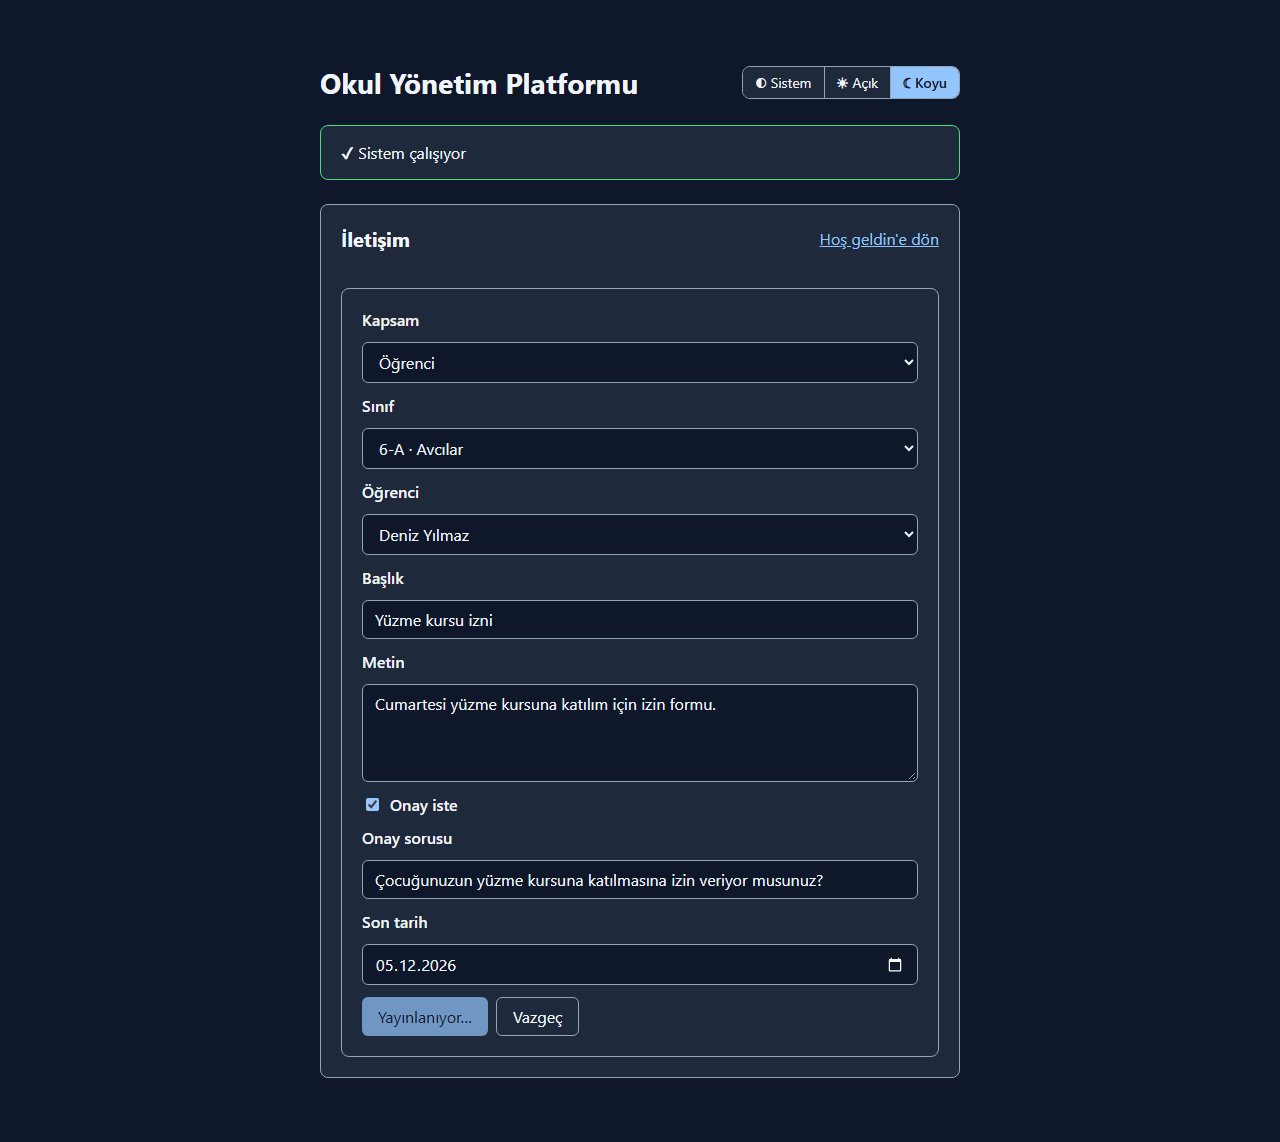 Okul Yönetim Platformu
◐ Sistem
☀ Açık
☾ Koyu
✓ Sistem çalışıyor
İletişim
Hoş geldin'e dön
Kapsam
Öğrenci
Sınıf
6-A · Avcılar
Öğrenci
Deniz Yılmaz
Başlık
Yüzme kursu izni
Metin
Cumartesi yüzme kursuna katılım için izin formu.
Onay iste
Onay sorusu
Çocuğunuzun yüzme kursuna katılmasına izin veriyor musunuz?
Son tarih
05.12.2026
Yayınlanıyor...
Vazgeç